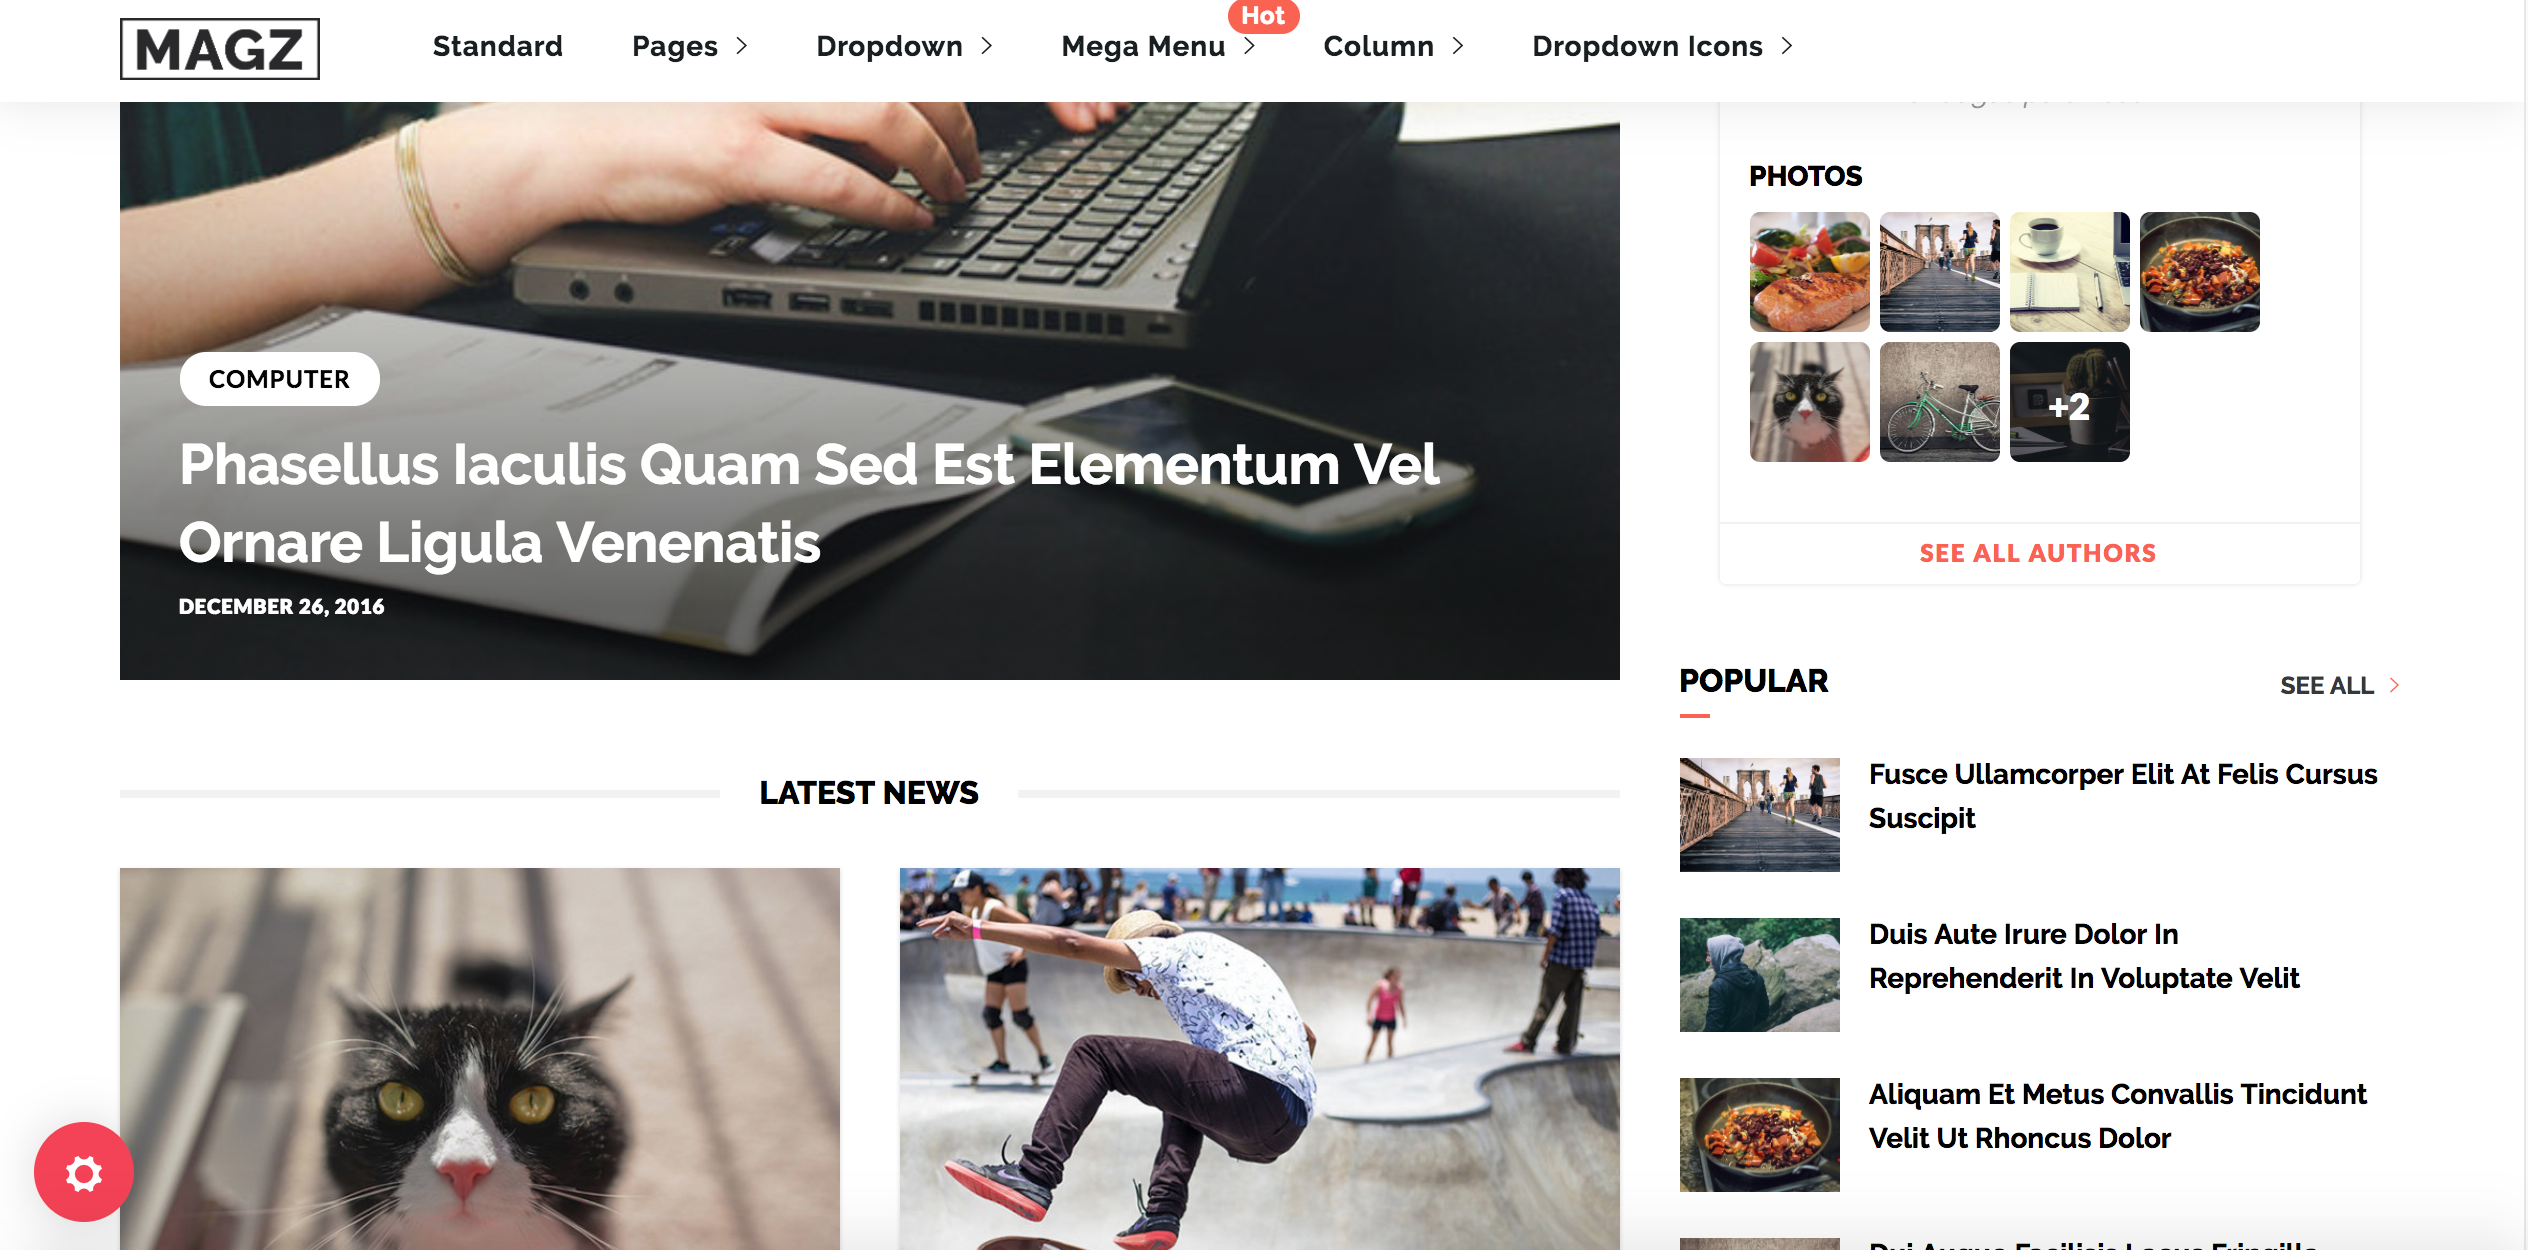 MAGZ
Standard
Pages
Dropdown
Mega Menu
Hot
Column
Dropdown Icons
COMPUTER
Phasellus Iaculis Quam Sed Est Elementum Vel
Ornare Ligula Venenatis
DECEMBER 26, 2016
LATEST NEWS
PHOTOS
+2
SEE ALL AUTHORS
POPULAR
SEE ALL
Fusce Ullamcorper Elit At Felis Cursus
Suscipit
Duis Aute Irure Dolor In
Reprehenderit In Voluptate Velit
Aliquam Et Metus Convallis Tincidunt
Velit Ut Rhoncus Dolor